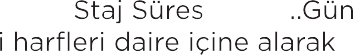 Staj Süres ..Gün
i harfleri daire içine alarak